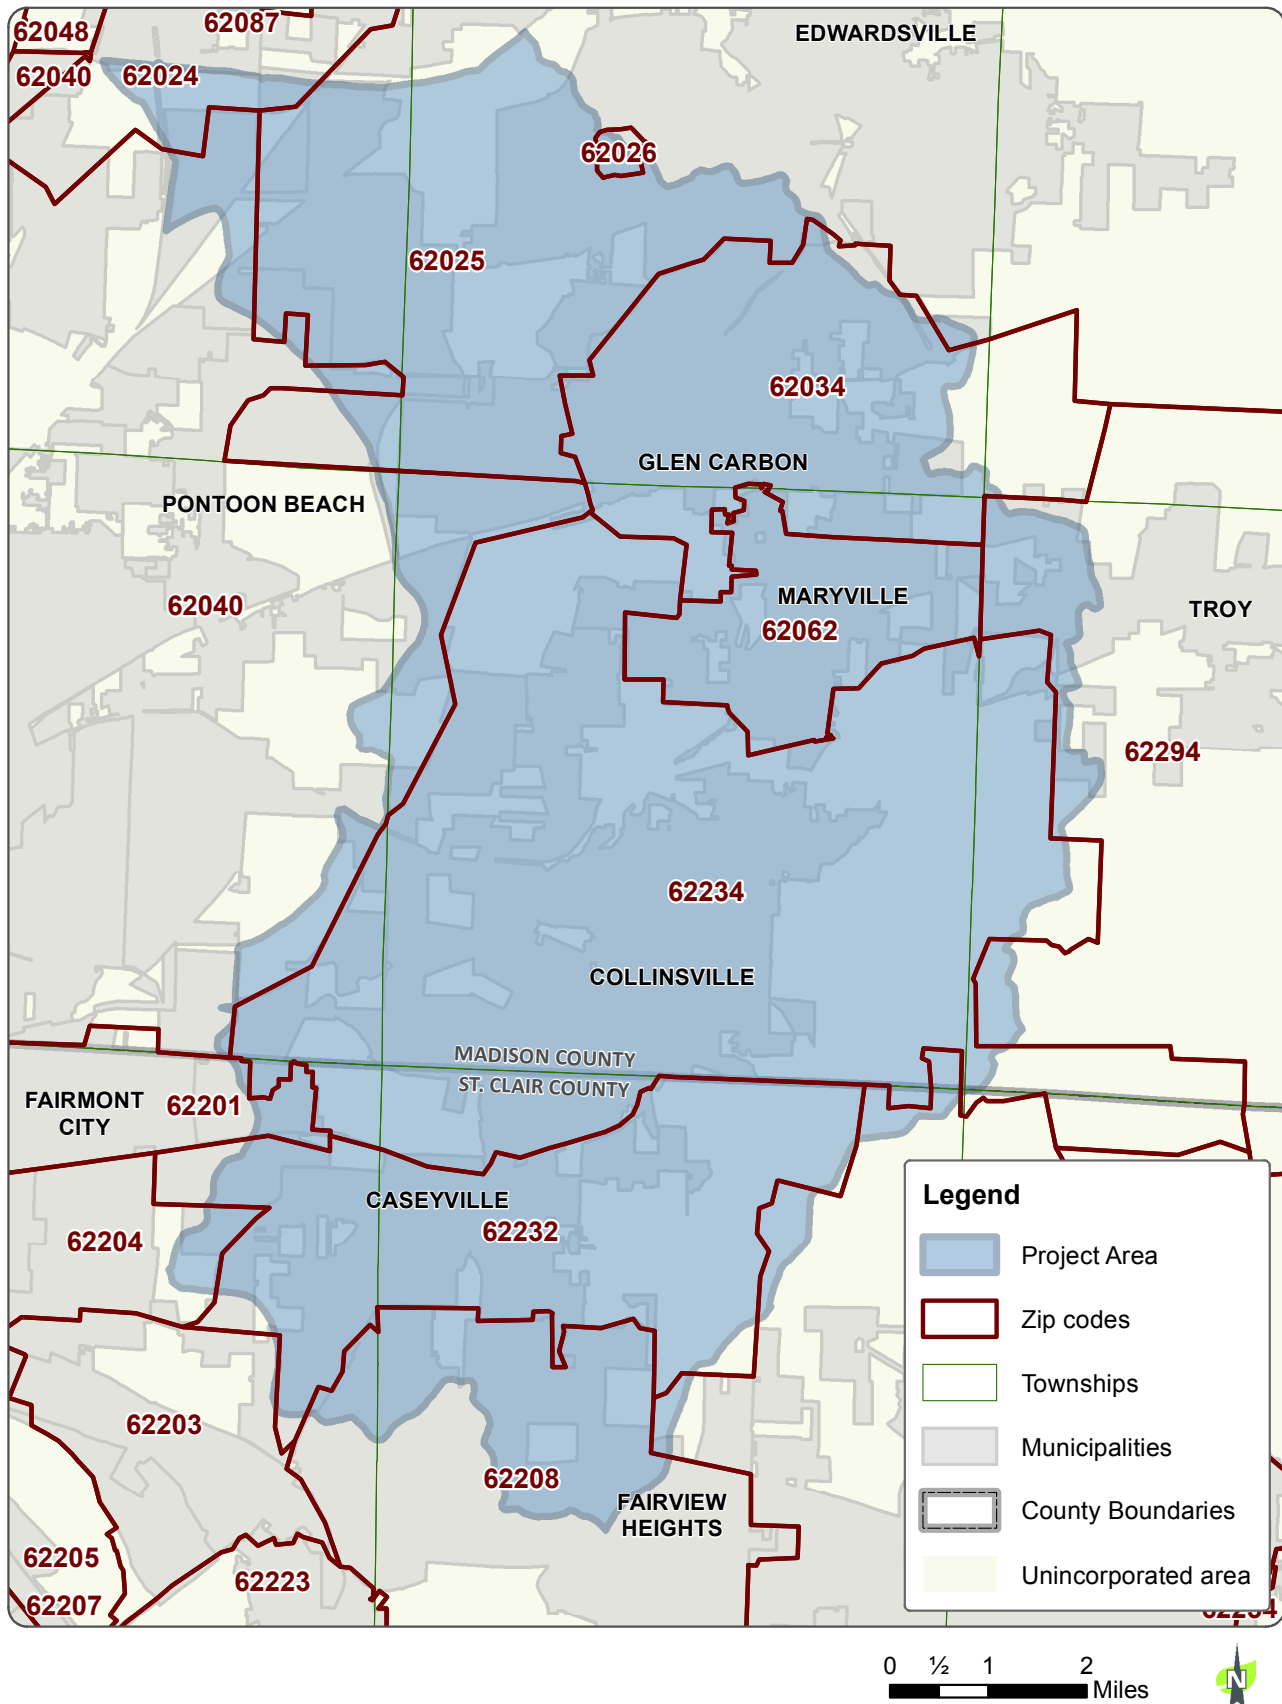 62048
62087
EDWARDSVILLE
62040
62024
62026
62025
62034
GLEN CARBON
PONTOON BEACH
MARYVILLE
62040
TROY
62062
62294
62234
COLLINSVILLE
MADISON COUNTY
ST. CLAIR COUNTY
FAIRMONT
CITY
62201
CASEYVILLE
62232
62204
62203
62208
FAIRVIEW
HEIGHTS
62205
62223
62207
Legend
Project Area
Zip codes
Townships
Municipalities
County Boundaries
Unincorporated area
0 ½ 1 2
Miles
N